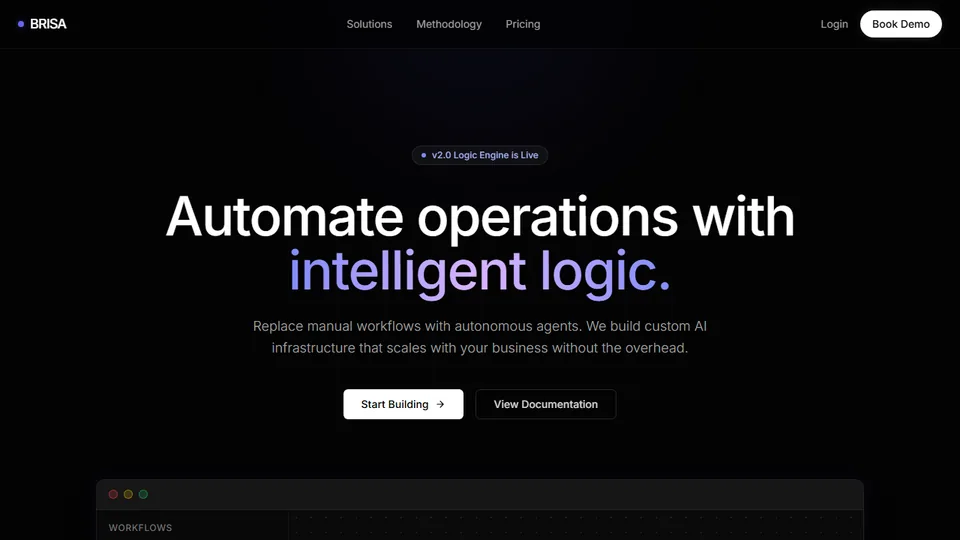 BRISA
Solutions
Methodology
Pricing
Login
Book Demo
v2.0 Logic Engine is Live
Automate operations with
intelligent logic.
Replace manual workflows with autonomous agents. We build custom AI
infrastructure that scales with your business without the overhead.
Start Building →
View Documentation
WORKFLOWS